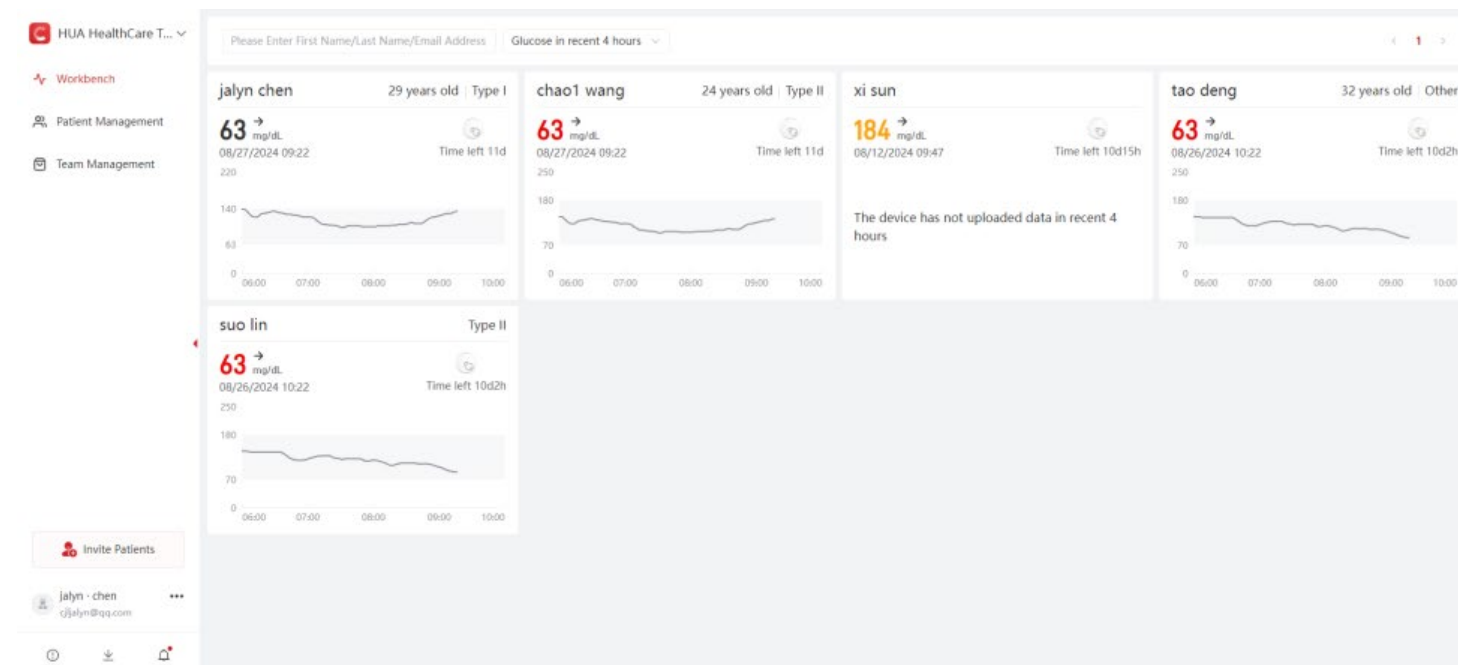 HUA HealthCare T...
Workbench
Patient Management
Team Management
Please Enter First Name/Last Name/Email Address
Glucose in recent 4 hours
1
jalyn chen
29 years old | Type I
63 → mg/dL
08/27/2024 09:22
Time left 11d
220
140
60
0
06:00 07:00 08:00 09:00 10:00
chao1 wang
24 years old | Type II
63 → mg/dL
08/27/2024 09:22
Time left 11d
250
180
70
0
06:00 07:00 08:00 09:00 10:00
xi sun
184 → mg/dL
08/12/2024 09:47
Time left 10d15h
The device has not uploaded data in recent 4
hours
tao deng
32 years old | Other
63 → mg/dL
08/26/2024 10:22
Time left 10d2h
250
180
70
0
06:00 07:00 08:00 09:00 10:00
suo lin
Type II
63 → mg/dL
08/26/2024 10:22
Time left 10d2h
250
180
70
0
06:00 07:00 08:00 09:00 10:00
Invite Patients
jalyn · chen
cjljalyn@qq.com